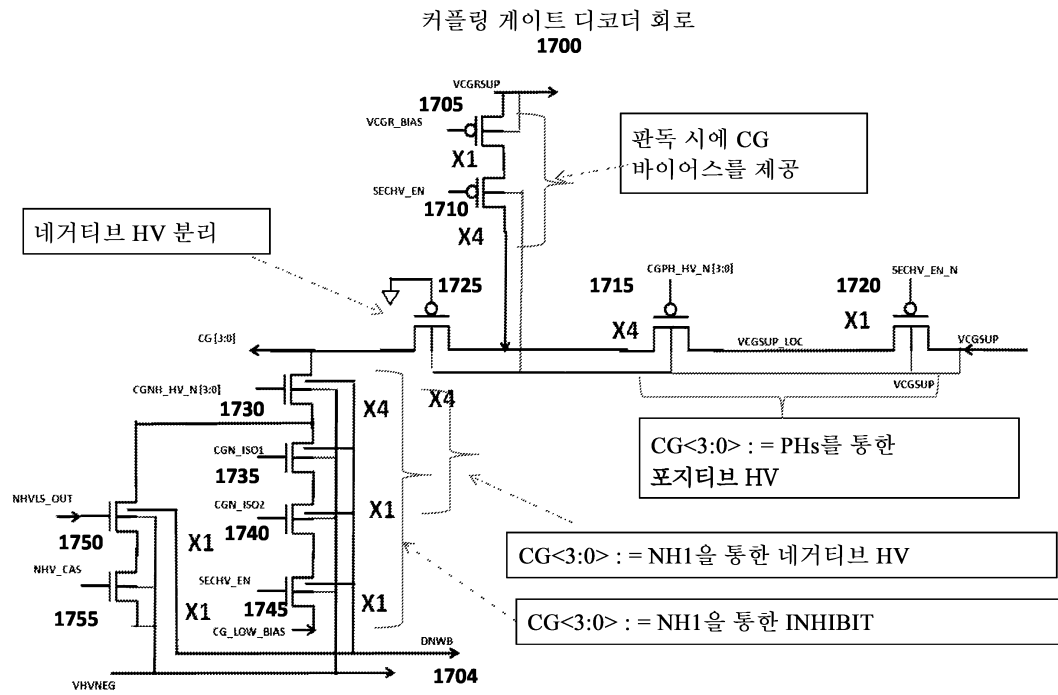 커플링 게이트 디코더 회로
1700
VCGRSUP
1705
VCGR_BIAS
X1
SECHV_EN
1710
X4
판독 시에 CG
바이어스를 제공
네거티브 HV 분리
1725
CGPH_HV_N[3:0]
1715
X4
SECHV_EN_N
1720
X1
CG[3:0]
VCGSUP_LOC
VCGSUP
VCGSUP
CGNH_HV_N[3:0]
1730
X4
X4
CG<3:0> : = PHs를 통한
포지티브 HV
CGN_ISO1
1735
NHVLS_OUT
1750
X1
CGN_ISO2
1740
X1
NHV_CAS
1755
X1
SECHV_EN
1745
X1
CG<3:0> : = NH1을 통한 네거티브 HV
CG<3:0> : = NH1을 통한 INHIBIT
CG_LOW_BIAS
DNWB
1704
VHVNEG